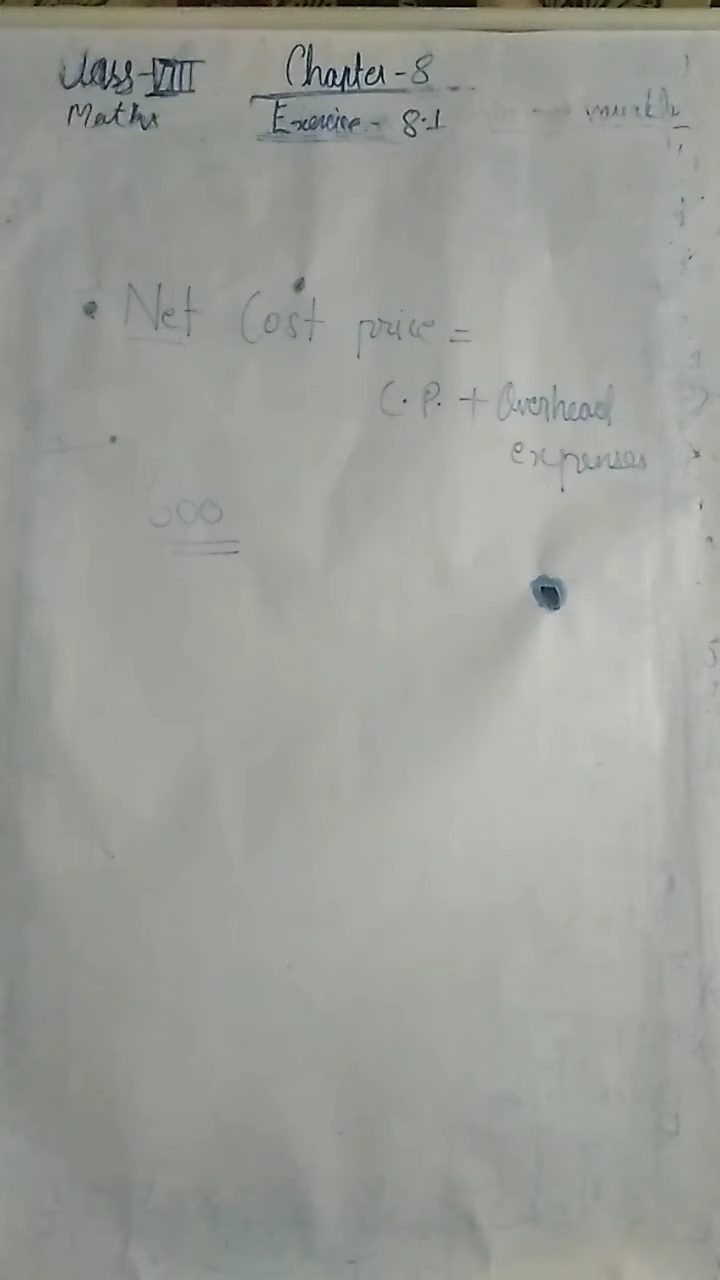 Class-VIII Chapter-8
Maths Exercise - 8.1
• Net Cost price =
C.P. + Overhead
expenses